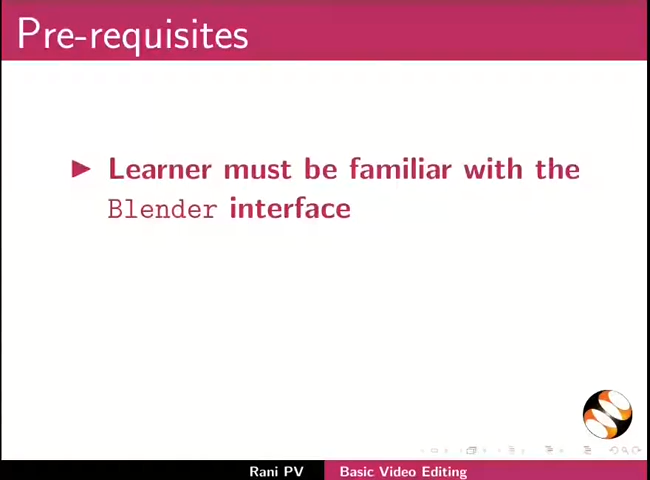 Pre-requisites
Learner must be familiar with the
Blender interface
Rani PV
Basic Video Editing